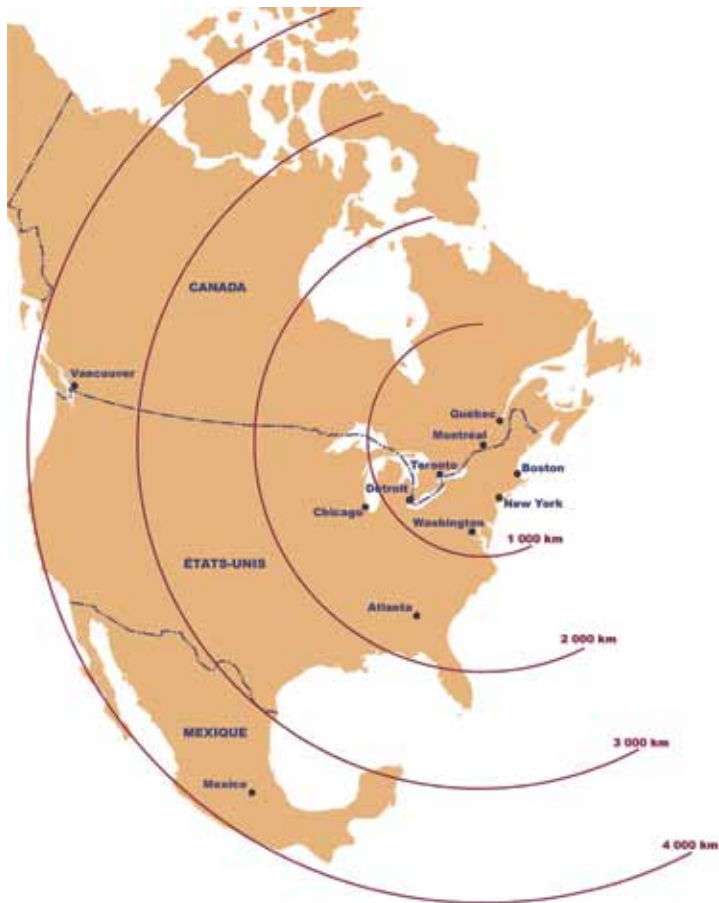 CANADA
Vancouver
Québec
Montréal
Toronto
Boston
Détroit
New York
Chicago
Washington
1 000 km
ÉTATS-UNIS
Atlanta
2 000 km
MEXIQUE
3 000 km
Mexico
4 000 km